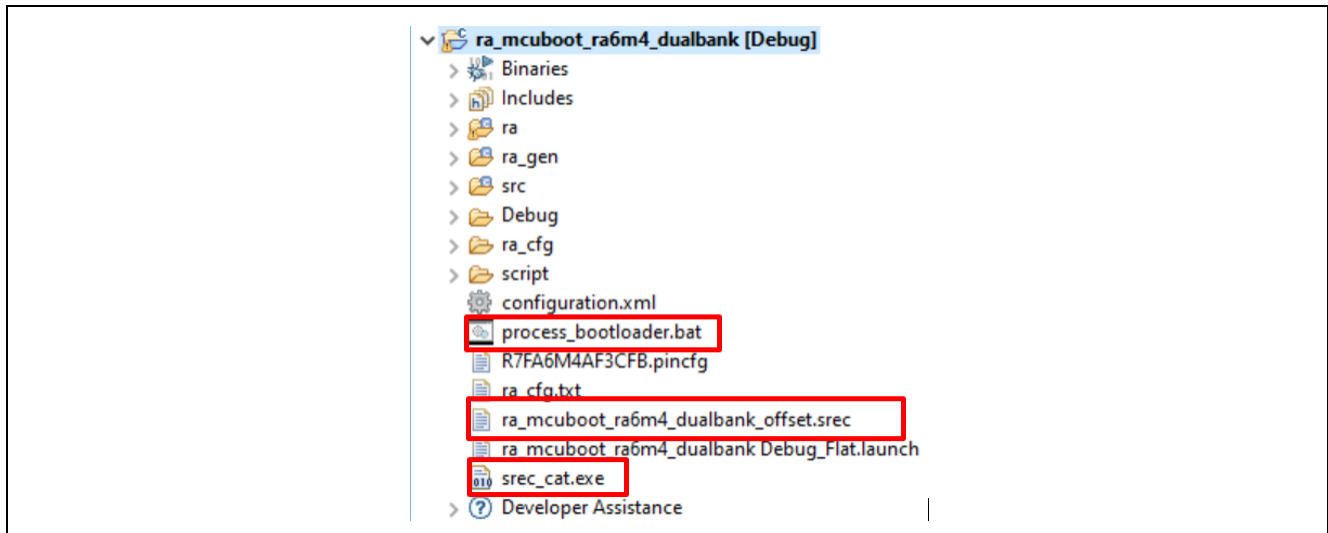 ra_mcuboot_ra6m4_dualbank [Debug]
Binaries
Includes
ra
ra_gen
src
Debug
ra_cfg
script
configuration.xml
process_bootloader.bat
R7FA6M4AF3CFB.pincfg
ra_cfg.txt
ra_mcuboot_ra6m4_dualbank_offset.srec
ra_mcuboot_ra6m4_dualbank Debug_Flat.launch
srec_cat.exe
Developer Assistance